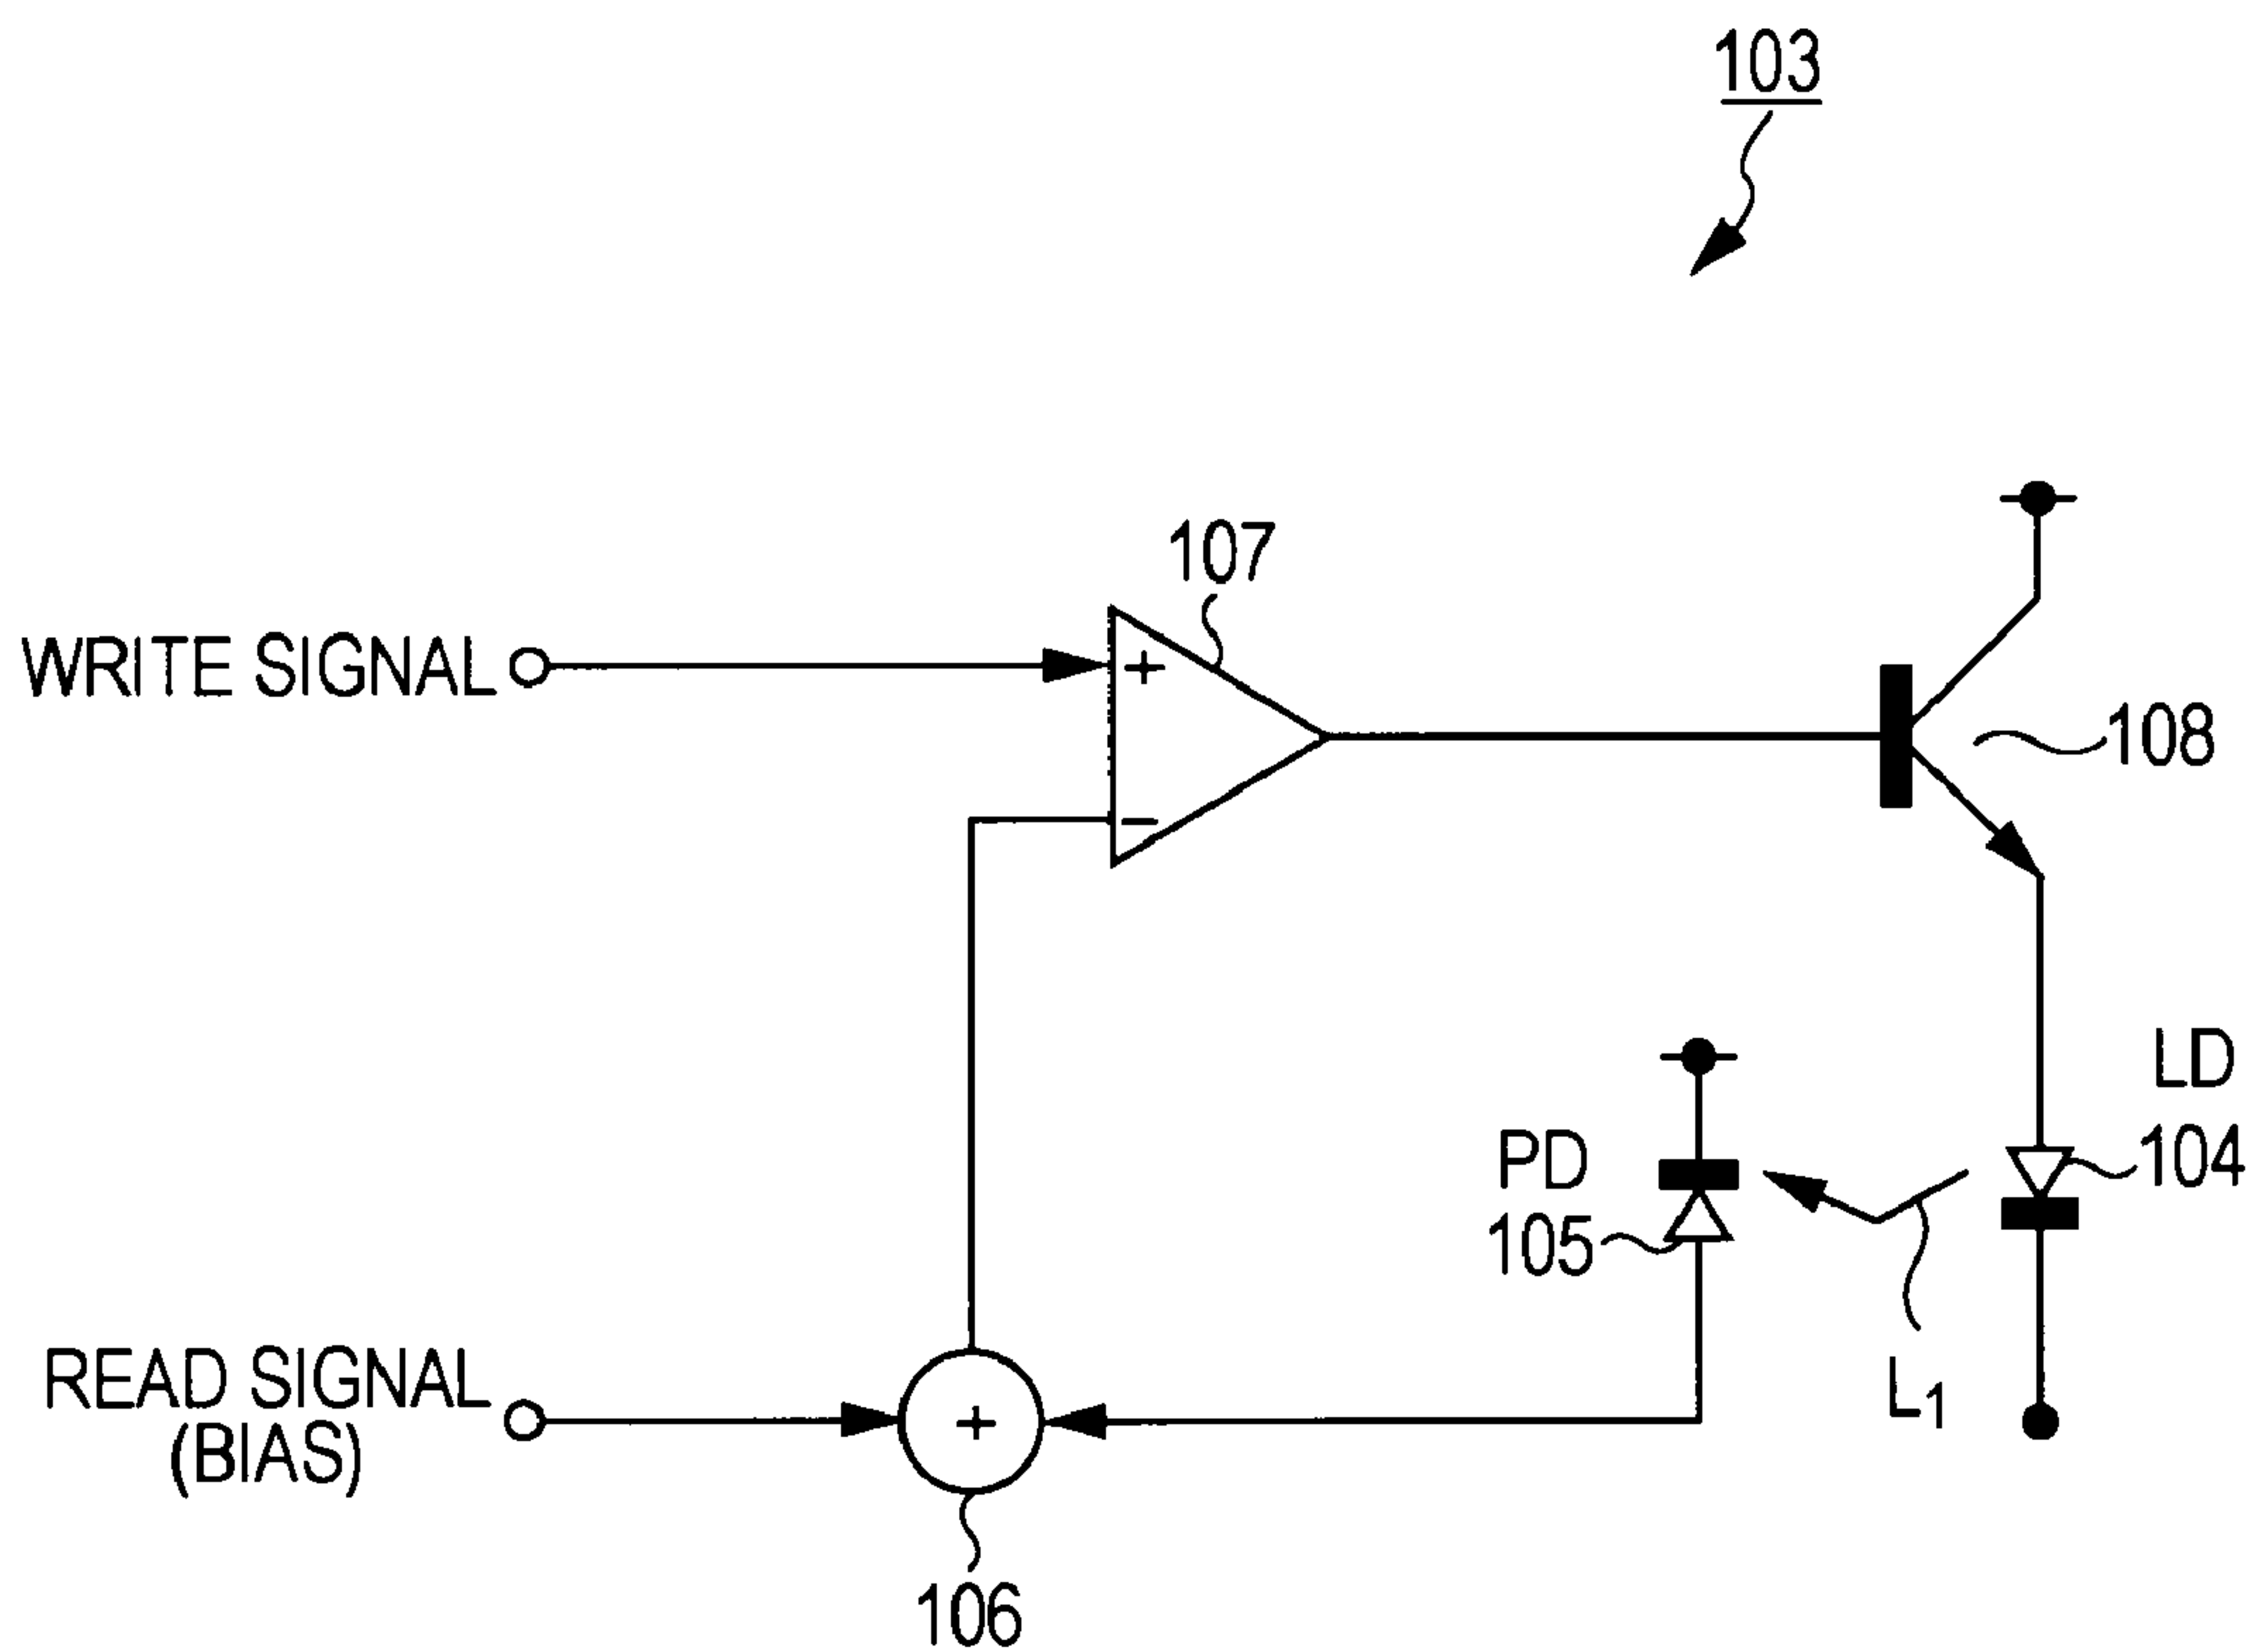 103
107
WRITE SIGNAL
+
108
−
LD
PD
104
105
READ SIGNAL
(BIAS)
+
L1
106